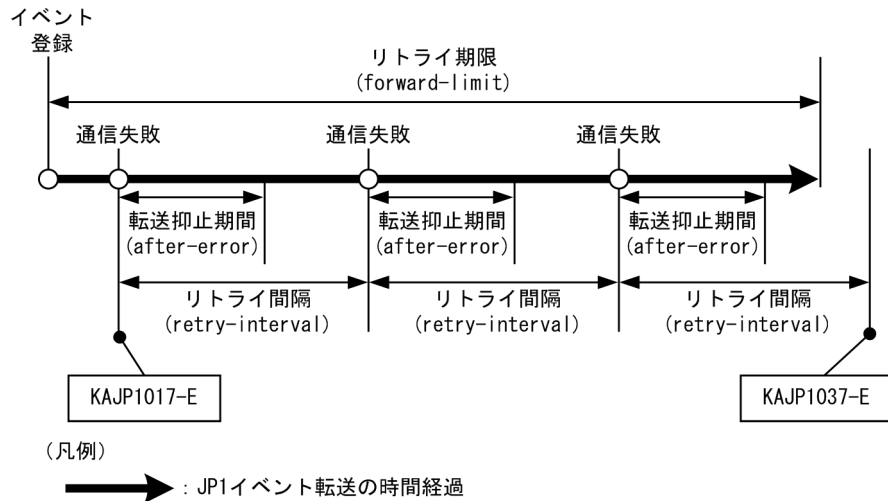 イベント
登録
リトライ期限
(forward-limit)
通信失敗
通信失敗
通信失敗
転送抑止期間
(after-error)
転送抑止期間
(after-error)
転送抑止期間
(after-error)
リトライ間隔
(retry-interval)
リトライ間隔
(retry-interval)
リトライ間隔
(retry-interval)
KAJP1017-E
KAJP1037-E
(凡例)
：JP1イベント転送の時間経過